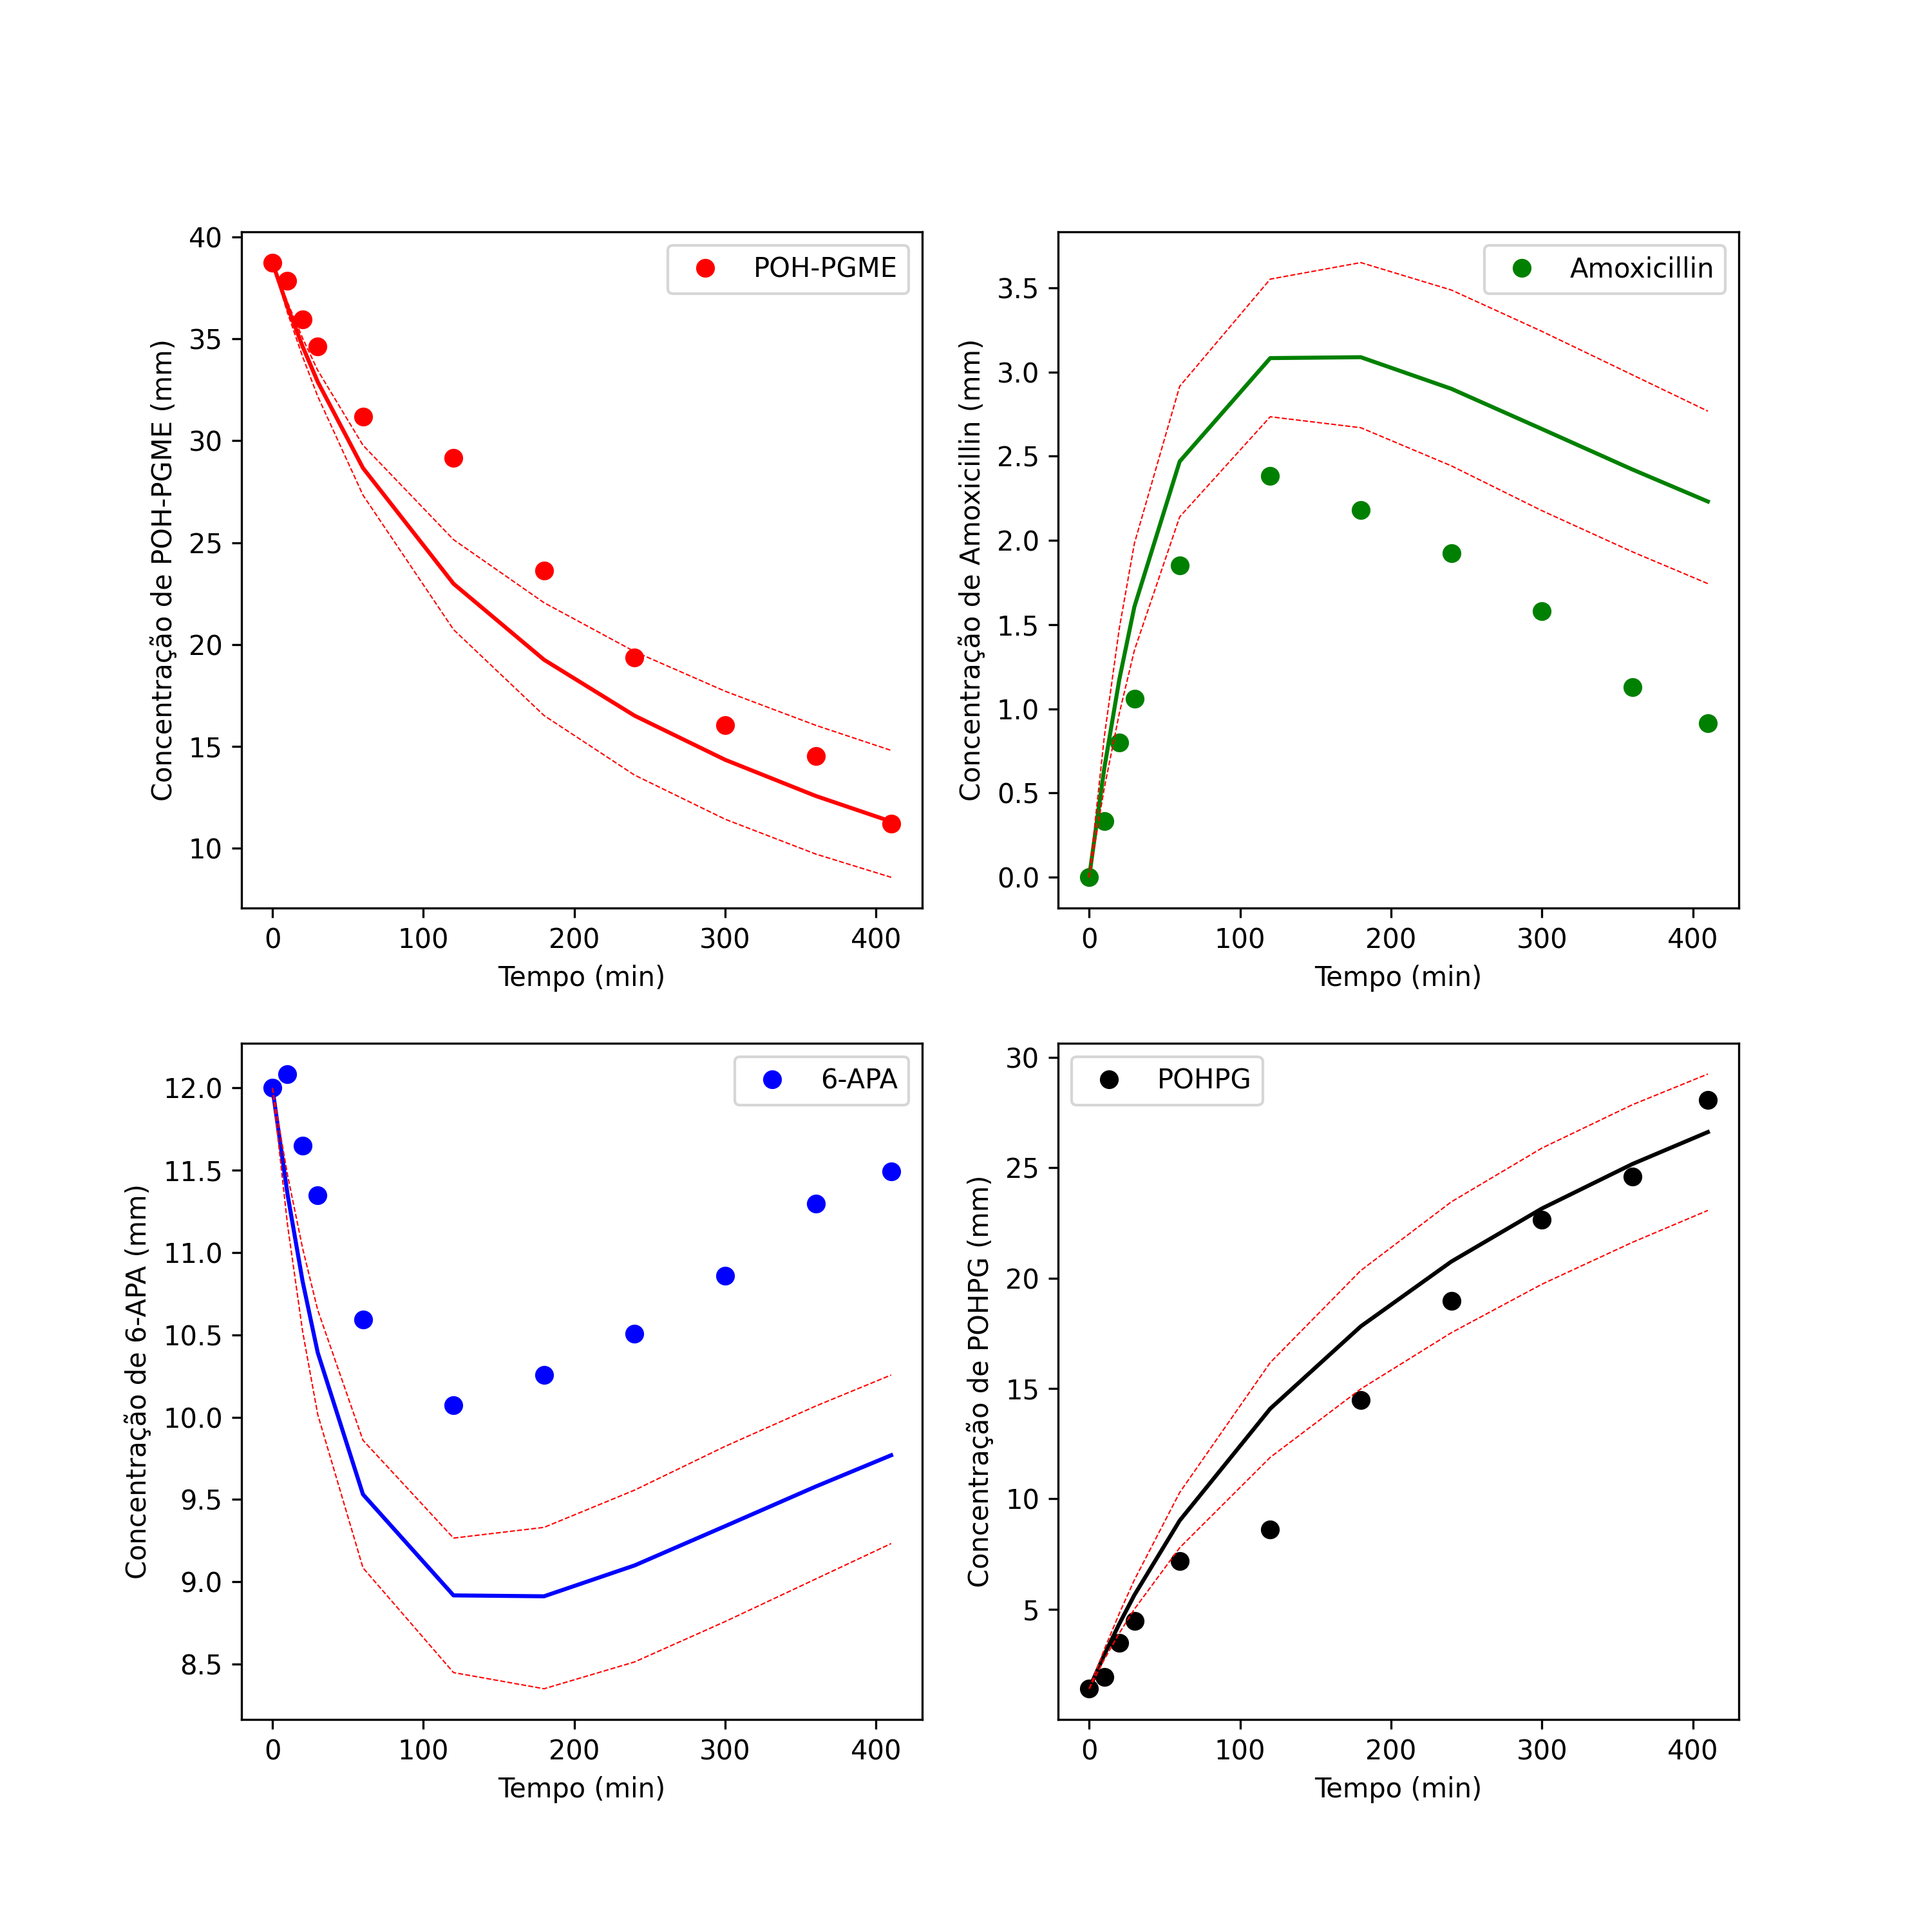 POH-PGME
Concentração de POH-PGME (mm)
40
35
30
25
20
15
10
0 100 200 300 400
Tempo (min)
Amoxicillin
Concentração de Amoxicillin (mm)
3.5
3.0
2.5
2.0
1.5
1.0
0.5
0.0
0 100 200 300 400
Tempo (min)
6-APA
Concentração de 6-APA (mm)
12.0
11.5
11.0
10.5
10.0
9.5
9.0
8.5
0 100 200 300 400
Tempo (min)
POHPG
Concentração de POHPG (mm)
30
25
20
15
10
5
0 100 200 300 400
Tempo (min)